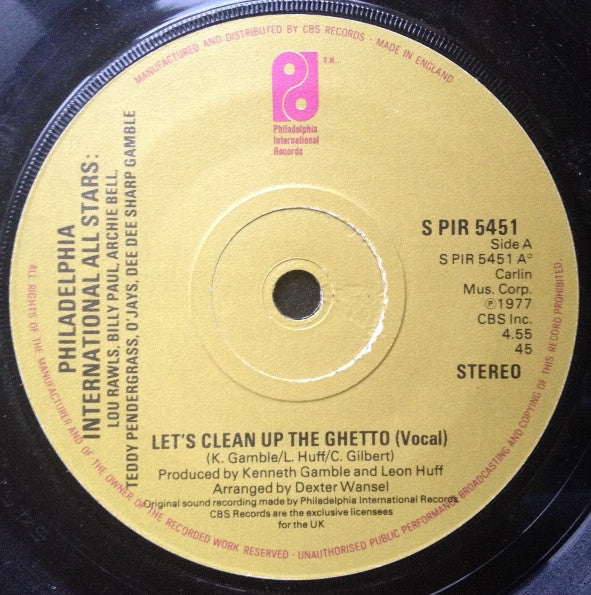 MANUFACTURED AND DISTRIBUTED BY CBS RECORDS · MADE IN ENGLAND
T.M.
Philadelphia
International
Records
PHILADELPHIA
INTERNATIONAL ALL STARS:
LOU RAWLS, BILLY PAUL, ARCHIE BELL,
TEDDY PENDERGRASS, O'JAYS, DEE DEE SHARP GAMBLE
S PIR 5451
Side A
S PIR 5451 A°
Carlin
Mus. Corp.
℗1977
CBS Inc.
4.55
45
STEREO
LET'S CLEAN UP THE GHETTO (Vocal)
(K. Gamble/L. Huff/C. Gilbert)
Produced by Kenneth Gamble and Leon Huff
Arranged by Dexter Wansel
Original sound recording made by Philadelphia International Records
CBS Records are the exclusive licensees
for the UK
ALL RIGHTS OF THE MANUFACTURER AND OF THE OWNER OF THE RECORDED WORK RESERVED · UNAUTHORISED PUBLIC PERFORMANCE BROADCASTING AND COPYING OF THIS RECORD PROHIBITED.